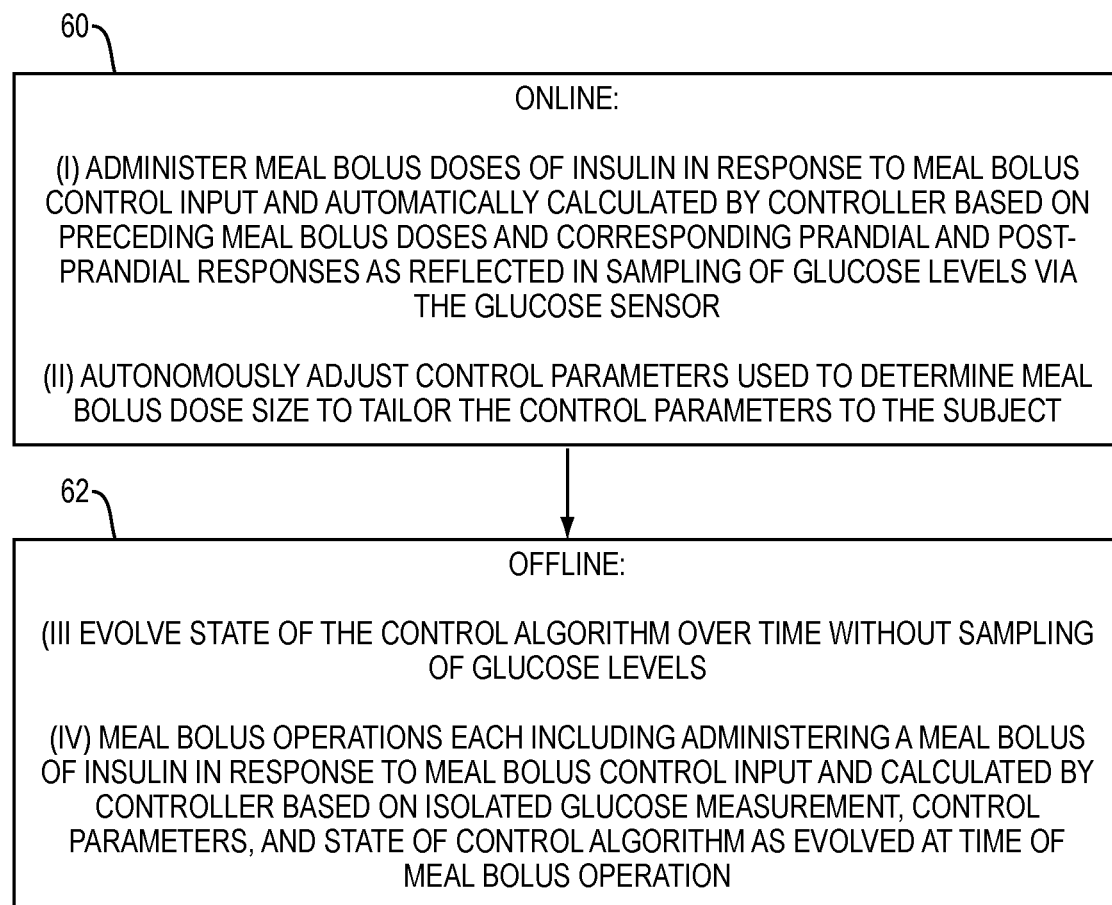 60
ONLINE:
(I) ADMINISTER MEAL BOLUS DOSES OF INSULIN IN RESPONSE TO MEAL BOLUS
CONTROL INPUT AND AUTOMATICALLY CALCULATED BY CONTROLLER BASED ON
PRECEDING MEAL BOLUS DOSES AND CORRESPONDING PRANDIAL AND POST-
PRANDIAL RESPONSES AS REFLECTED IN SAMPLING OF GLUCOSE LEVELS VIA
THE GLUCOSE SENSOR
(II) AUTONOMOUSLY ADJUST CONTROL PARAMETERS USED TO DETERMINE MEAL
BOLUS DOSE SIZE TO TAILOR THE CONTROL PARAMETERS TO THE SUBJECT
62
OFFLINE:
(III EVOLVE STATE OF THE CONTROL ALGORITHM OVER TIME WITHOUT SAMPLING
OF GLUCOSE LEVELS
(IV) MEAL BOLUS OPERATIONS EACH INCLUDING ADMINISTERING A MEAL BOLUS
OF INSULIN IN RESPONSE TO MEAL BOLUS CONTROL INPUT AND CALCULATED BY
CONTROLLER BASED ON ISOLATED GLUCOSE MEASUREMENT, CONTROL
PARAMETERS, AND STATE OF CONTROL ALGORITHM AS EVOLVED AT TIME OF
MEAL BOLUS OPERATION